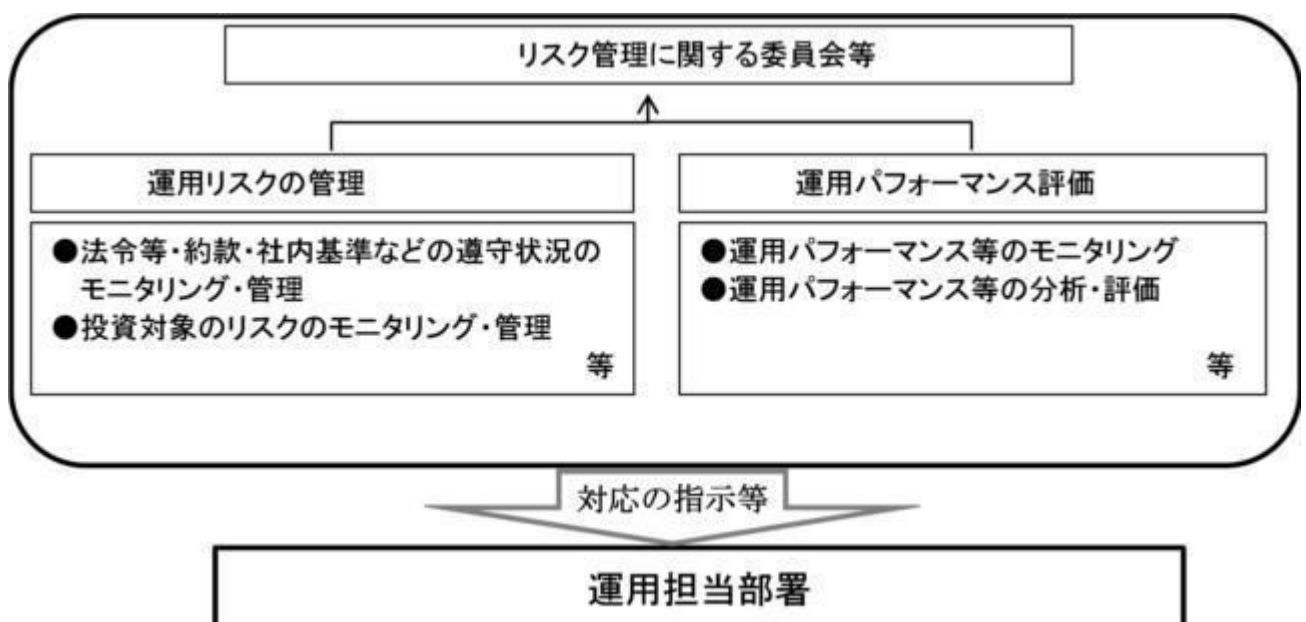 リスク管理に関する委員会等
運用リスクの管理
運用パフォーマンス評価
●法令等・約款・社内基準などの遵守状況の
モニタリング・管理
●投資対象のリスクのモニタリング・管理
等
●運用パフォーマンス等のモニタリング
●運用パフォーマンス等の分析・評価
等
対応の指示等
運用担当部署